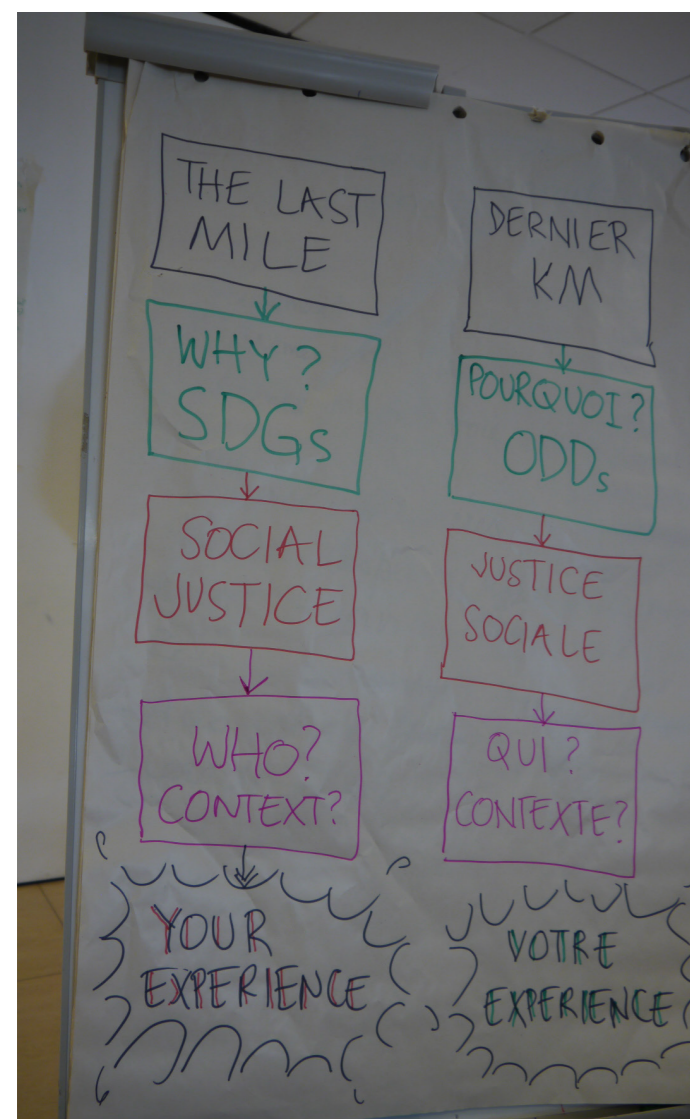 THE LAST
MILE
WHY?
SDGs
SOCIAL
JUSTICE
WHO?
CONTEXT?
YOUR
EXPERIENCE
DERNIER
KM
POURQUOI?
ODDs
JUSTICE
SOCIALE
QUI?
CONTEXTE?
VOTRE
EXPERIENCE